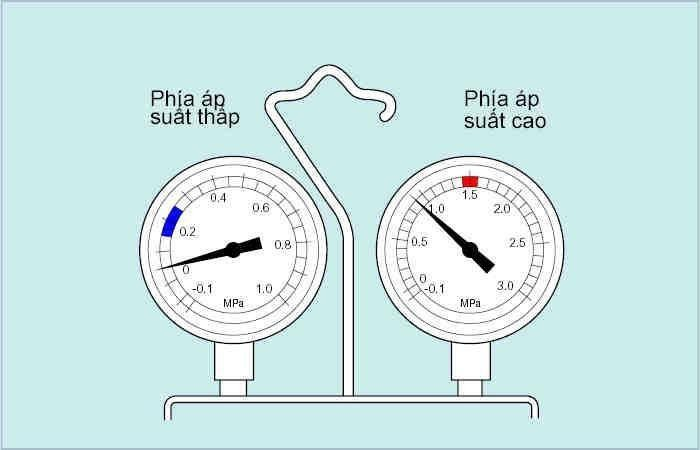 Phía áp
suất thấp
Phía áp
suất cao
0.4
0.6
0.2
0.8
0
-0.1
1.0
MPa
1.5
1.0
2.0
0.5
2.5
0
-0.1
3.0
MPa